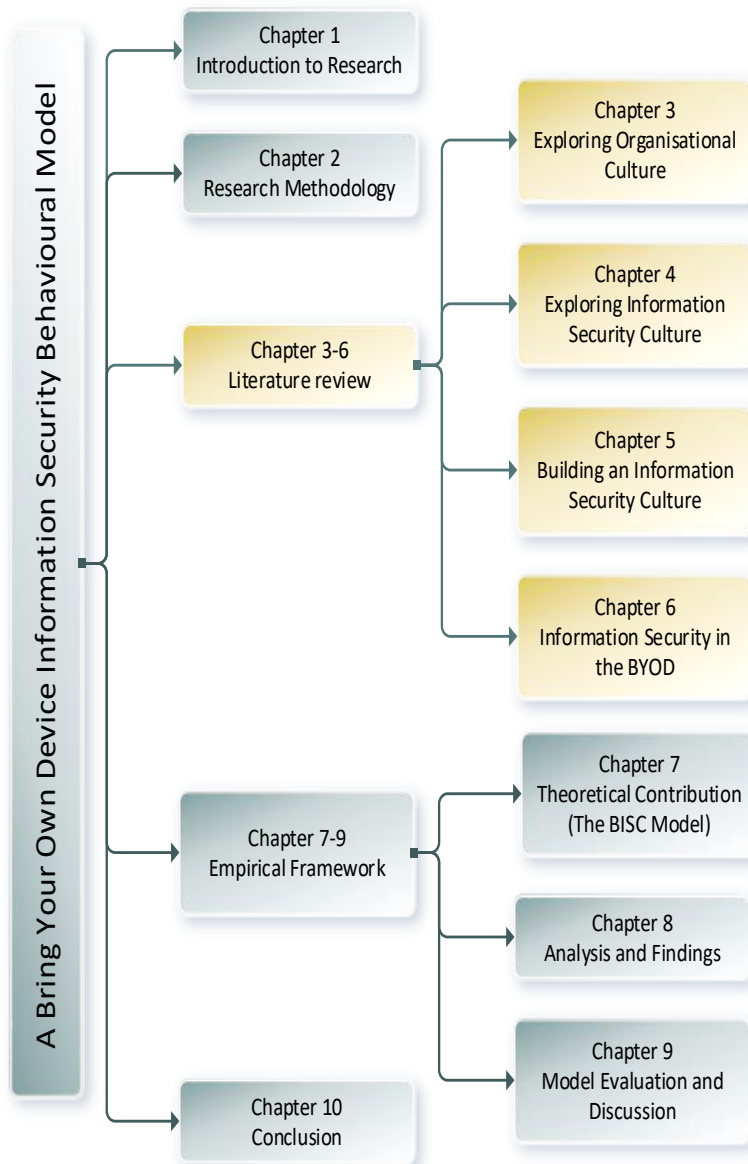 A Bring Your Own Device Information Security Behavioural Model
Chapter 1
Introduction to Research
Chapter 2
Research Methodology
Chapter 3-6
Literature review
Chapter 3
Exploring Organisational
Culture
Chapter 4
Exploring Information
Security Culture
Chapter 5
Building an Information
Security Culture
Chapter 6
Information Security in
the BYOD
Chapter 7-9
Empirical Framework
Chapter 7
Theoretical Contribution
(The BISC Model)
Chapter 8
Analysis and Findings
Chapter 9
Model Evaluation and
Discussion
Chapter 10
Conclusion